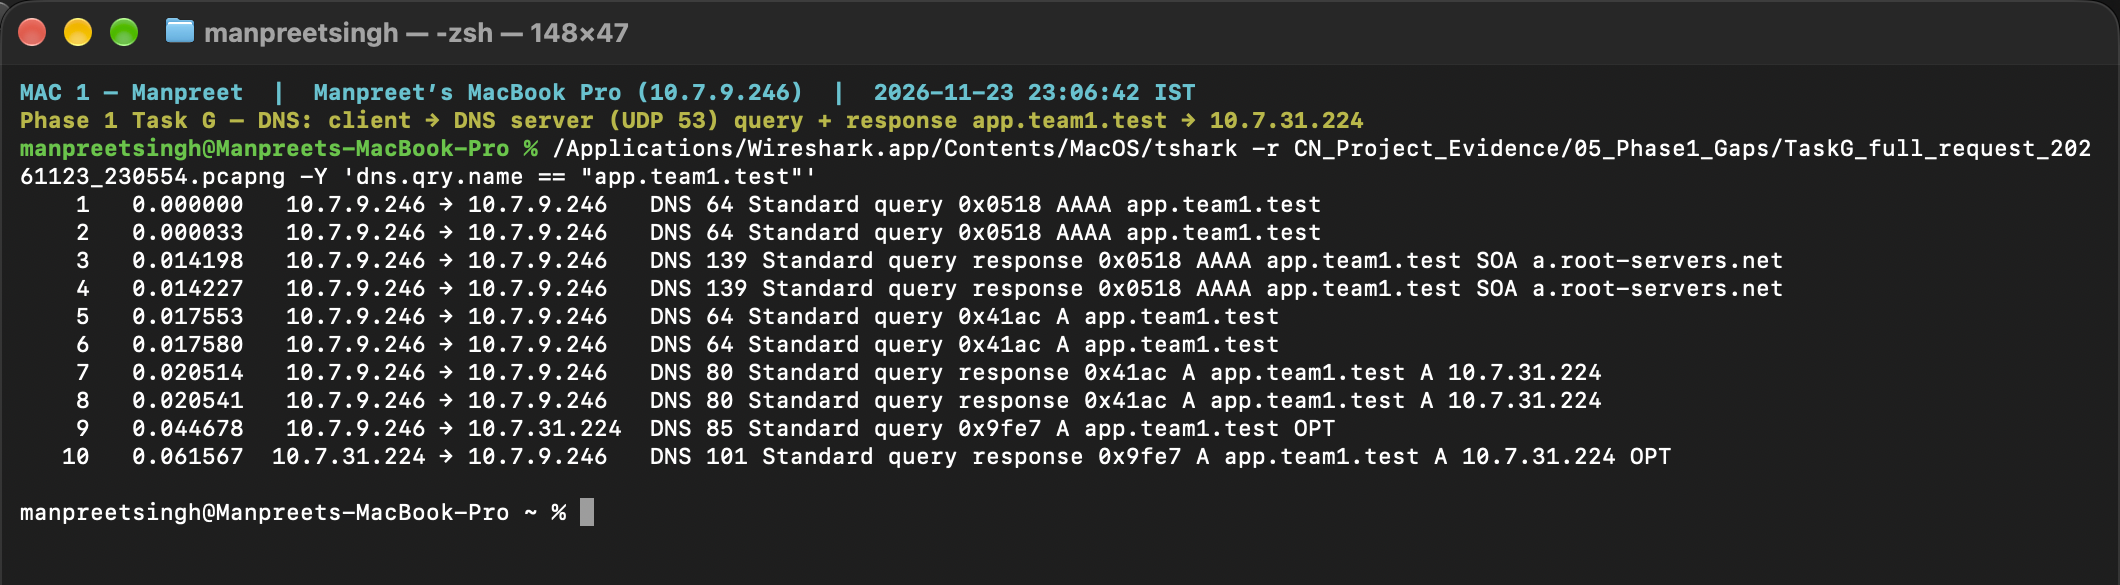 manpreetsingh — -zsh — 148×47
MAC 1 — Manpreet | Manpreet’s MacBook Pro (10.7.9.246) | 2026-11-23 23:06:42 IST
Phase 1 Task G — DNS: client → DNS server (UDP 53) query + response app.team1.test → 10.7.31.224
manpreetsingh@Manpreets-MacBook-Pro % /Applications/Wireshark.app/Contents/MacOS/tshark -r CN_Project_Evidence/05_Phase1_Gaps/TaskG_full_request_202
61123_230554.pcapng -Y 'dns.qry.name == "app.team1.test"'
1 0.000000 10.7.9.246 → 10.7.9.246 DNS 64 Standard query 0x0518 AAAA app.team1.test
2 0.000033 10.7.9.246 → 10.7.9.246 DNS 64 Standard query 0x0518 AAAA app.team1.test
3 0.014198 10.7.9.246 → 10.7.9.246 DNS 139 Standard query response 0x0518 AAAA app.team1.test SOA a.root-servers.net
4 0.014227 10.7.9.246 → 10.7.9.246 DNS 139 Standard query response 0x0518 AAAA app.team1.test SOA a.root-servers.net
5 0.017553 10.7.9.246 → 10.7.9.246 DNS 64 Standard query 0x41ac A app.team1.test
6 0.017580 10.7.9.246 → 10.7.9.246 DNS 64 Standard query 0x41ac A app.team1.test
7 0.020514 10.7.9.246 → 10.7.9.246 DNS 80 Standard query response 0x41ac A app.team1.test A 10.7.31.224
8 0.020541 10.7.9.246 → 10.7.9.246 DNS 80 Standard query response 0x41ac A app.team1.test A 10.7.31.224
9 0.044678 10.7.9.246 → 10.7.31.224 DNS 85 Standard query 0x9fe7 A app.team1.test OPT
10 0.061567 10.7.31.224 → 10.7.9.246 DNS 101 Standard query response 0x9fe7 A app.team1.test A 10.7.31.224 OPT
manpreetsingh@Manpreets-MacBook-Pro ~ %